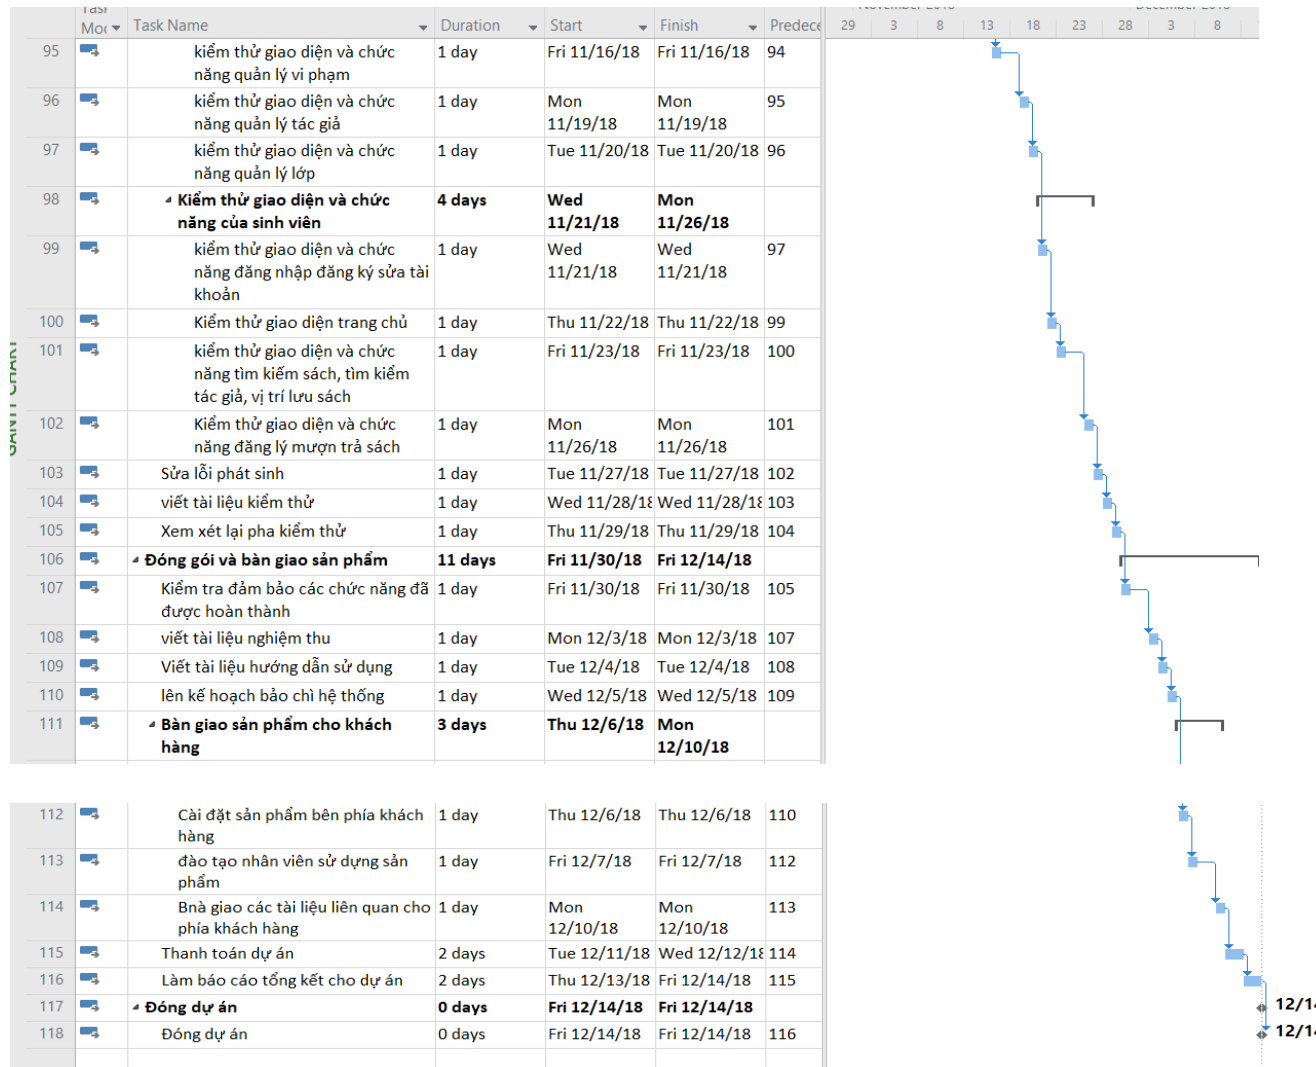 Mod Task Name Duration Start Finish 29 3 8 13 18 23 28 3 8
95 kiểm thử giao diện và chức 1 day Fri 11/16/18 Fri 11/16/18 94
năng quản lý vi phạm
96 kiểm thử giao diện và chức 1 day Mon Mon 95
năng quản lý tác giả 11/19/18 11/19/18
97 kiểm thử giao diện và chức 1 day Tue 11/20/18 Tue 11/20/18 96
năng quản lý lớp
98 Kiểm thử giao diện và chức 4 days Wed Mon
năng của sinh viên 11/21/18 11/26/18
99 kiểm thử giao diện và chức 1 day Wed Wed 97
năng đăng nhập đăng ký sửa tài 11/21/18 11/21/18
khoản
100 Kiểm thử giao diện trang chủ 1 day Thu 11/22/18 Thu 11/22/18 99
101 kiểm thử giao diện và chức 1 day Fri 11/23/18 Fri 11/23/18 100
năng tìm kiếm sách, tìm kiểm
tác giả, vị trí lưu sách
102 Kiểm thử giao diện và chức 1 day Mon Mon 101
năng đăng lý mượn trả sách 11/26/18 11/26/18
103 Sửa lỗi phát sinh 1 day Tue 11/27/18 Tue 11/27/18 102
104 viết tài liệu kiểm thử 1 day Wed 11/28/18 Wed 11/28/18 103
105 Xem xét lại pha kiểm thử 1 day Thu 11/29/18 Thu 11/29/18 104
106 Đóng gói và bàn giao sản phẩm 11 days Fri 11/30/18 Fri 12/14/18
107 Kiểm tra đảm bảo các chức năng đã 1 day Fri 11/30/18 Fri 11/30/18 105
được hoàn thành
108 viết tài liệu nghiệm thu 1 day Mon 12/3/18 Mon 12/3/18 107
109 Viết tài liệu hướng dẫn sử dụng 1 day Tue 12/4/18 Tue 12/4/18 108
110 lên kế hoạch bảo chì hệ thống 1 day Wed 12/5/18 Wed 12/5/18 109
111 Bàn giao sản phẩm cho khách 3 days Thu 12/6/18 Mon
hàng 12/10/18
112 Cài đặt sản phẩm bên phía khách 1 day Thu 12/6/18 Thu 12/6/18 110
hàng
113 đào tạo nhân viên sử dụng sản 1 day Fri 12/7/18 Fri 12/7/18 112
phẩm
114 Bnà giao các tài liệu liên quan cho 1 day Mon Mon 113
phía khách hàng 12/10/18 12/10/18
115 Thanh toán dự án 2 days Tue 12/11/18 Wed 12/12/18 114
116 Làm báo cáo tổng kết cho dự án 2 days Thu 12/13/18 Fri 12/14/18 115
117 Đóng dự án 0 days Fri 12/14/18 Fri 12/14/18 12/14
118 Đóng dự án 0 days Fri 12/14/18 Fri 12/14/18 116 12/14
GANTT CHART